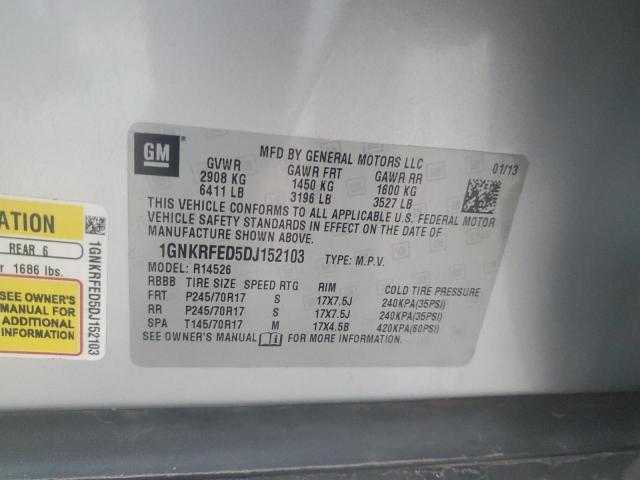 GM
MFD BY GENERAL MOTORS LLC 01/13
GVWR GAWR FRT GAWR RR
2908 KG 1450 KG 1600 KG
6411 LB 3196 LB 3527 LB
THIS VEHICLE CONFORMS TO ALL APPLICABLE U.S. FEDERAL MOTOR
VEHICLE SAFETY STANDARDS IN EFFECT ON THE DATE OF
MANUFACTURE SHOWN ABOVE.
1GNKRFED5DJ152103 TYPE: M.P.V.
MODEL: R14526
RBBB TIRE SIZE SPEED RTG RIM COLD TIRE PRESSURE
FRT P245/70R17 S 17X7.5J 240KPA(35PSI)
RR P245/70R17 S 17X7.5J 240KPA(35PSI)
SPA T145/70R17 M 17X4.5B 420KPA(60PSI)
SEE OWNER'S MANUAL FOR MORE INFORMATION.
ATION
REAR 6
1686 lbs.
SEE OWNER'S
MANUAL FOR
ADDITIONAL
1GNKRFED5DJ152103